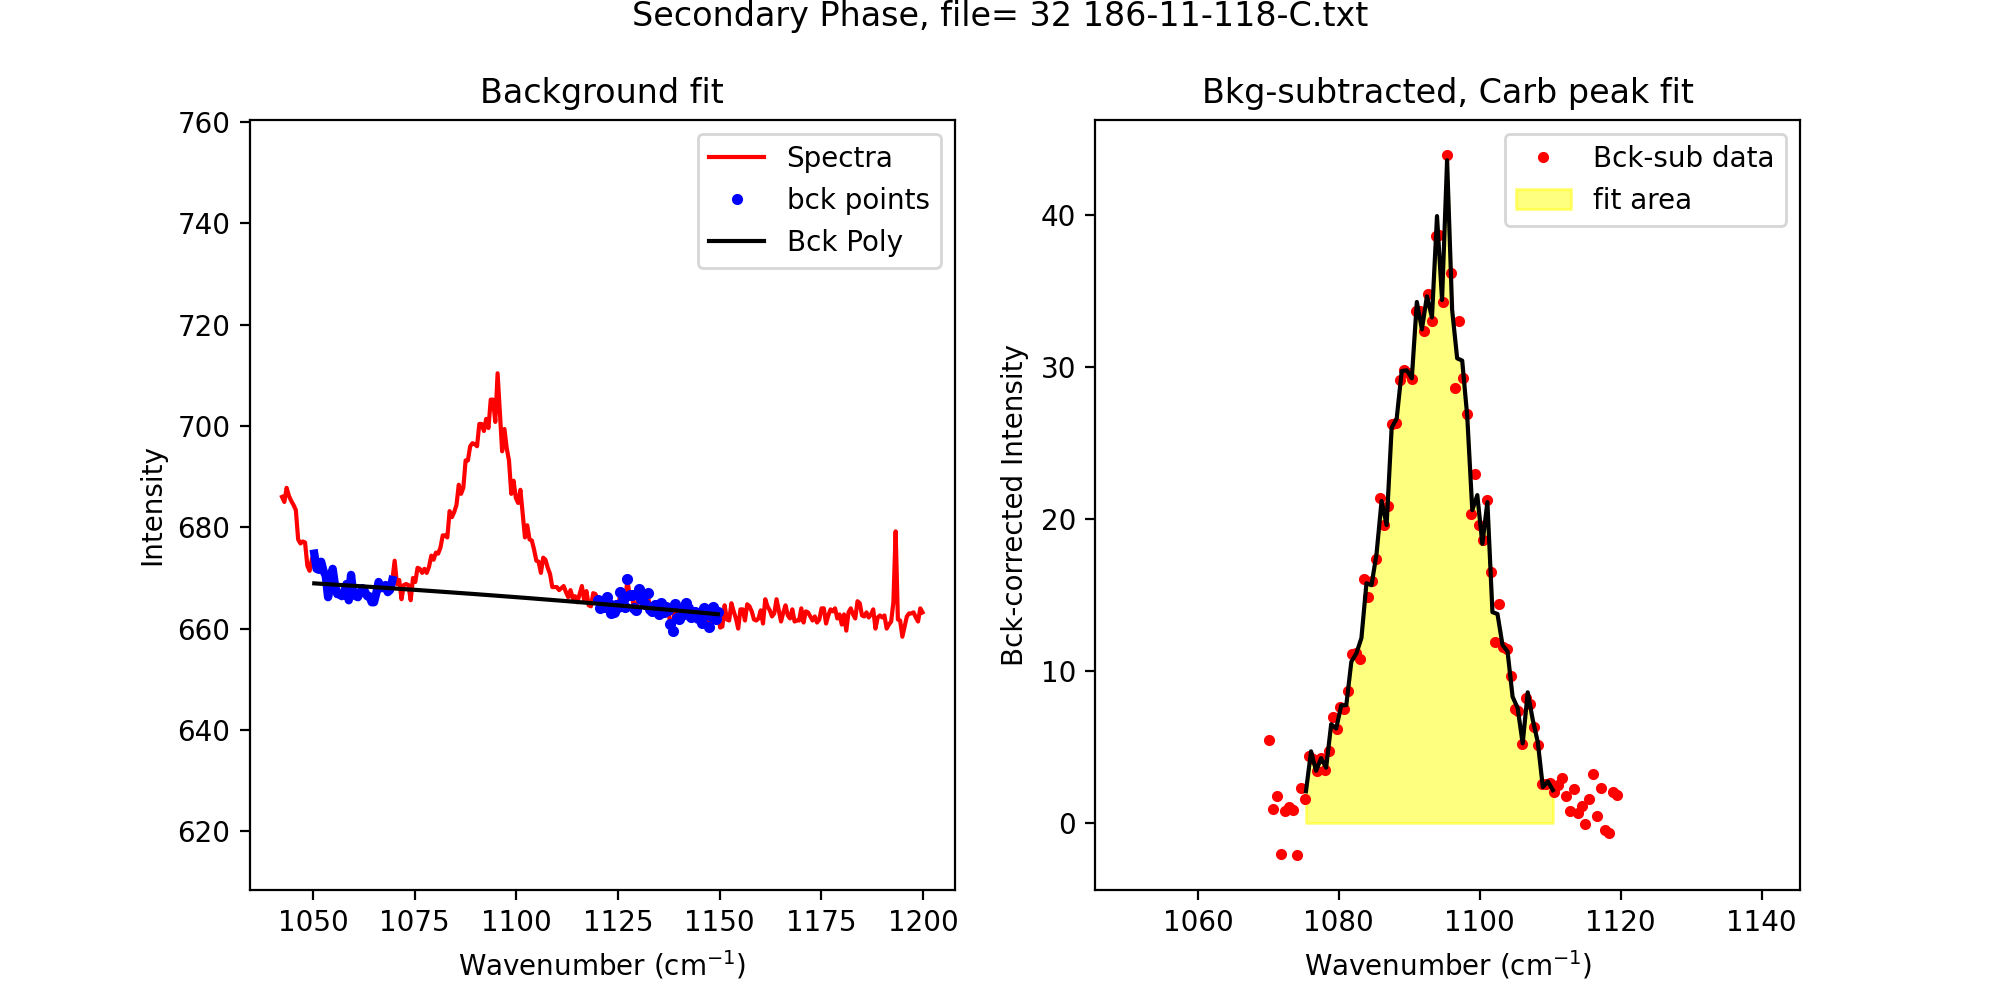 Secondary Phase, file= 32 186-11-118-C.txt
Background fit
Intensity
760
740
720
700
680
660
640
620
Spectra
bck points
Bck Poly
1050 1075 1100 1125 1150 1175 1200
Wavenumber (cm⁻¹)
Bkg-subtracted, Carb peak fit
Bck-corrected Intensity
40
30
20
10
0
Bck-sub data
fit area
1060 1080 1100 1120 1140
Wavenumber (cm⁻¹)